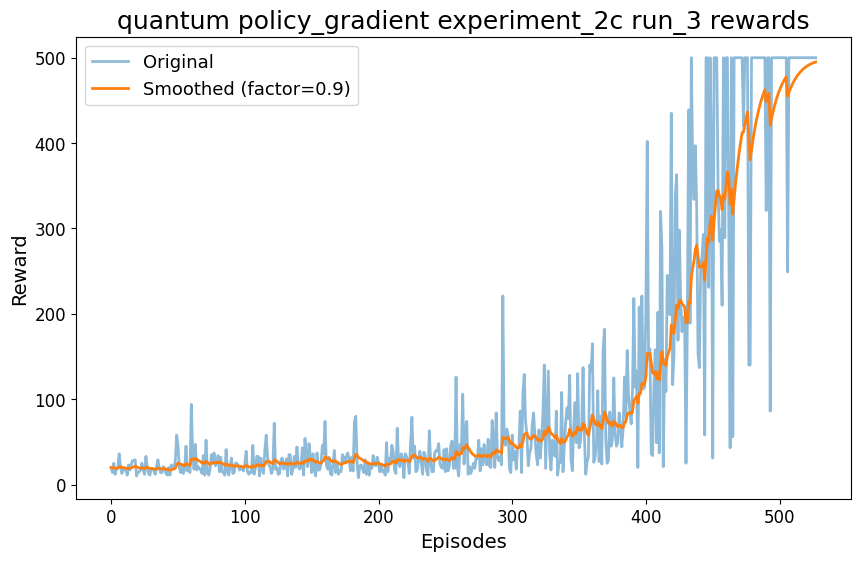 quantum policy_gradient experiment_2c run_3 rewards
Original
Smoothed (factor=0.9)
500
400
300
200
100
0
Reward
0 100 200 300 400 500
Episodes